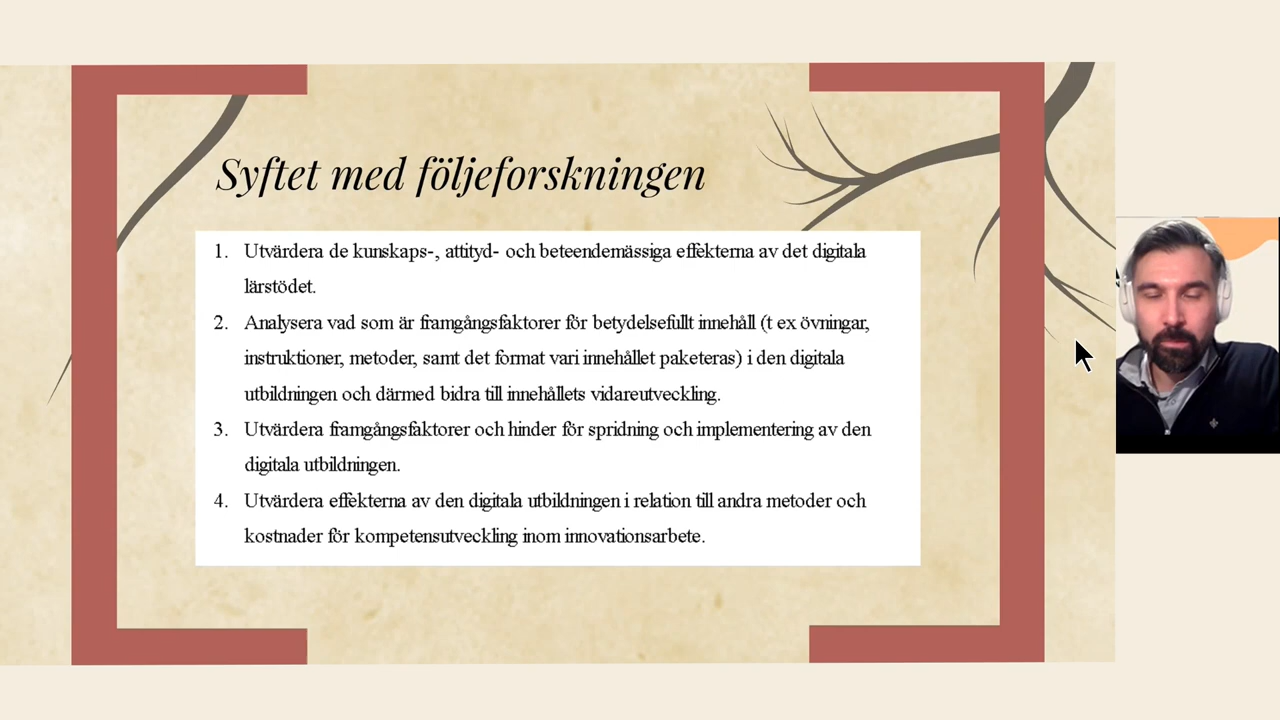 Syftet med följeforskningen
1. Utvärdera de kunskaps-, attityd- och beteendemässiga effekterna av det digitala
lärstödet.
2. Analysera vad som är framgångsfaktorer för betydelsefullt innehåll (t ex övningar,
instruktioner, metoder, samt det format vari innehållet paketeras) i den digitala
utbildningen och därmed bidra till innehållets vidareutveckling.
3. Utvärdera framgångsfaktorer och hinder för spridning och implementering av den
digitala utbildningen.
4. Utvärdera effekterna av den digitala utbildningen i relation till andra metoder och
kostnader för kompetensutveckling inom innovationsarbete.